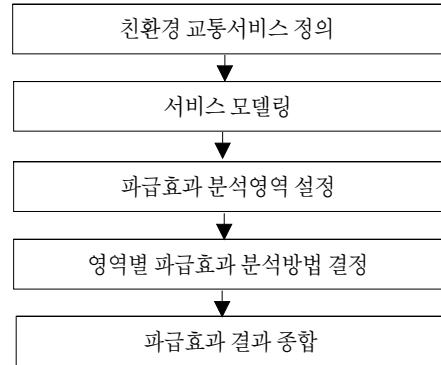 친환경 교통서비스 정의
서비스 모델링
파급효과 분석영역 설정
영역별 파급효과 분석방법 결정
파급효과 결과 종합